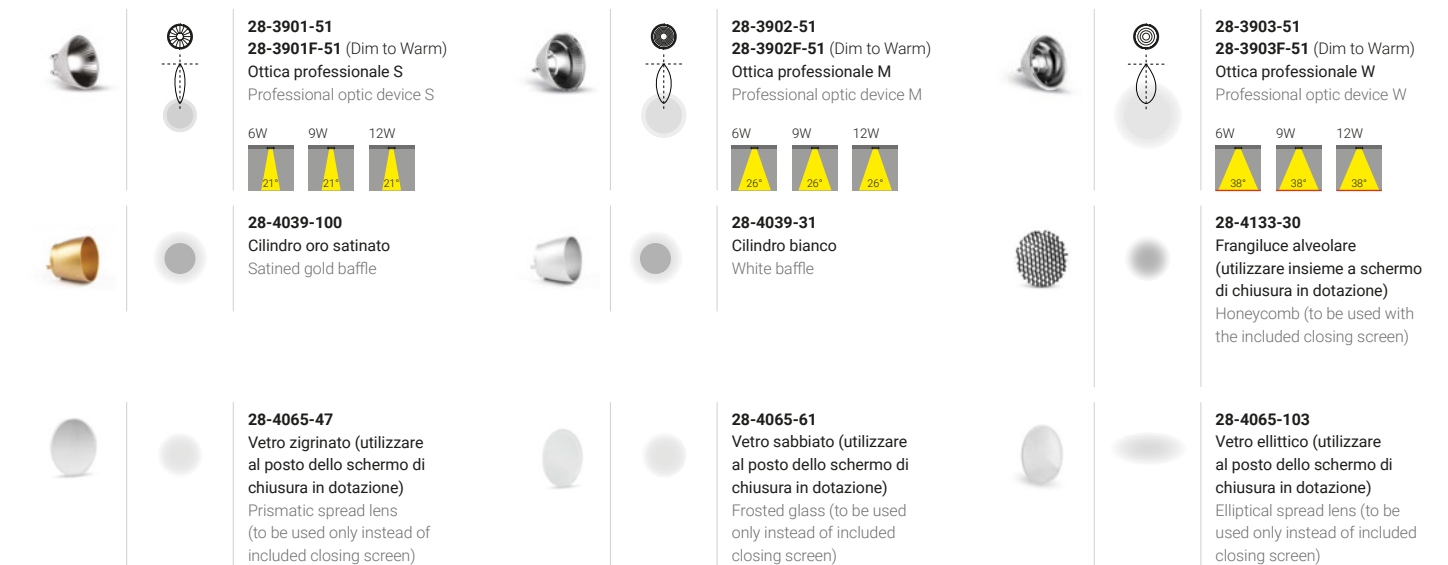 28-3901-51
28-3901F-51 (Dim to Warm)
Ottica professionale S
Professional optic device S
6W 9W 12W
21° 21° 21°
28-3902-51
28-3902F-51 (Dim to Warm)
Ottica professionale M
Professional optic device M
6W 9W 12W
26° 26° 26°
28-3903-51
28-3903F-51 (Dim to Warm)
Ottica professionale W
Professional optic device W
6W 9W 12W
38° 38° 38°
28-4039-100
Cilindro oro satinato
Satined gold baffle
28-4039-31
Cilindro bianco
White baffle
28-4133-30
Frangiluce alveolare
(utilizzare insieme a schermo
di chiusura in dotazione)
Honeycomb (to be used with
the included closing screen)
28-4065-47
Vetro zigrinato (utilizzare
al posto dello schermo di
chiusura in dotazione)
Prismatic spread lens
(to be used only instead of
included closing screen)
28-4065-61
Vetro sabbiato (utilizzare
al posto dello schermo di
chiusura in dotazione)
Frosted glass (to be used
only instead of included
closing screen)
28-4065-103
Vetro ellittico (utilizzare
al posto dello schermo di
chiusura in dotazione)
Elliptical spread lens (to be
used only instead of included
closing screen)